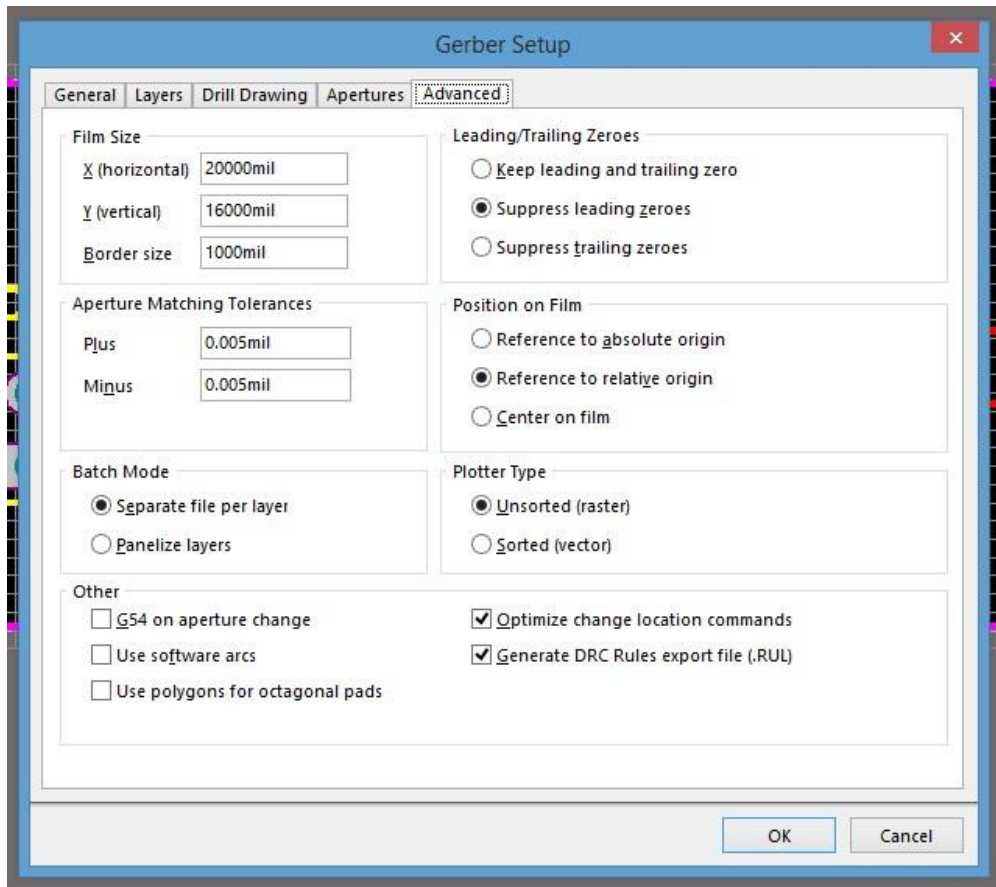 Gerber Setup
General Layers Drill Drawing Apertures Advanced
Film Size
X (horizontal) 20000mil
Y (vertical) 16000mil
Border size 1000mil
Leading/Trailing Zeroes
Keep leading and trailing zero
Suppress leading zeroes
Suppress trailing zeroes
Aperture Matching Tolerances
Plus 0.005mil
Minus 0.005mil
Position on Film
Reference to absolute origin
Reference to relative origin
Center on film
Batch Mode
Separate file per layer
Panelize layers
Plotter Type
Unsorted (raster)
Sorted (vector)
Other
G54 on aperture change
Use software arcs
Use polygons for octagonal pads
Optimize change location commands
Generate DRC Rules export file (.RUL)
OK Cancel